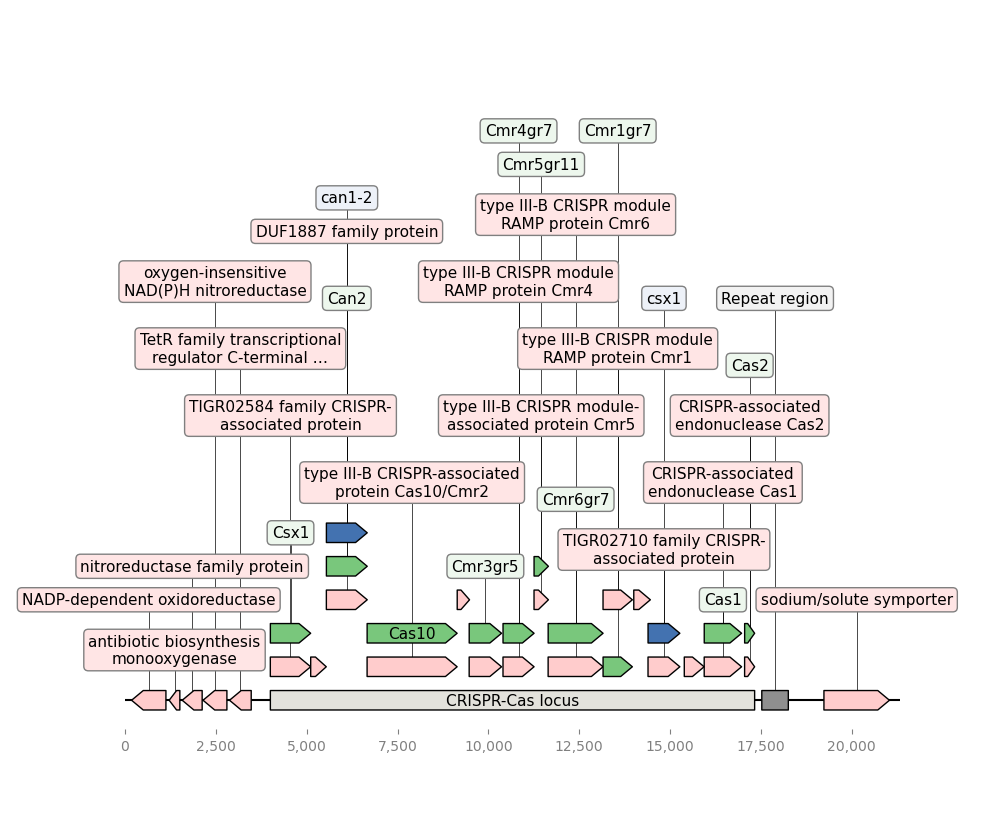 Cmr4gr7
Cmr1gr7
Cmr5gr11
can1-2
type III-B CRISPR module
RAMP protein Cmr6
DUF1887 family protein
oxygen-insensitive
NAD(P)H nitroreductase
Can2
type III-B CRISPR module
RAMP protein Cmr4
csx1
Repeat region
TetR family transcriptional
regulator C-terminal ...
type III-B CRISPR module
RAMP protein Cmr1
Cas2
TIGR02584 family CRISPR-
associated protein
type III-B CRISPR module-
associated protein Cmr5
CRISPR-associated
endonuclease Cas2
type III-B CRISPR-associated
protein Cas10/Cmr2
Cmr6gr7
CRISPR-associated
endonuclease Cas1
Csx1
TIGR02710 family CRISPR-
associated protein
nitroreductase family protein
Cmr3gr5
NADP-dependent oxidoreductase
Cas1
sodium/solute symporter
antibiotic biosynthesis
monooxygenase
Cas10
CRISPR-Cas locus
0
2,500
5,000
7,500
10,000
12,500
15,000
17,500
20,000